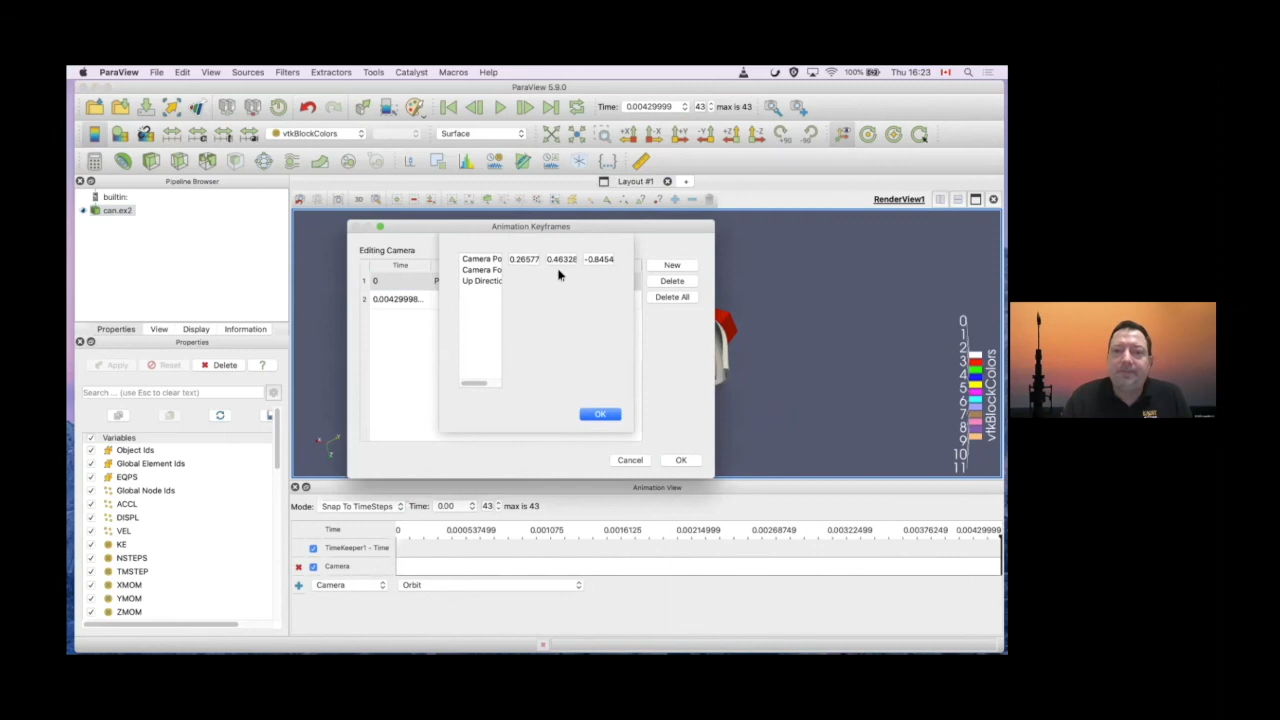 ParaView File Edit View Sources Filters Extractors Tools Catalyst Macros Help 100% Thu 16:23
ParaView 5.9.0
Time: 0.00429999 43 max is 43
vtkBlockColors Surface
Pipeline Browser
Layout #1
builtin:
can.ex2
3D
RenderView1
Animation Keyframes
Editing Camera
Time
1 0 P
2 0.00429998...
Camera Po 0.26577 0.46328 -0.8454
Camera Fo
Up Directic
New
Delete
Delete All
OK
Cancel OK
0
1
2
3
4
5
6
7
8
9
10
11
vtkBlockColors
Properties View Display Information
Properties
Apply Reset Delete ?
Search ... (use Esc to clear text)
Variables
Object Ids
Global Element Ids
EQPS
Global Node Ids
ACCL
DISPL
VEL
KE
NSTEPS
TMSTEP
XMOM
YMOM
ZMOM
Animation View
Mode: Snap To TimeSteps Time: 0.00 43 max is 43
Time 0 0.000537499 0.001075 0.0016125 0.00214999 0.00268749 0.00322499 0.00376249 0.00429999
TimeKeeper1 - Time
Camera
Camera Orbit